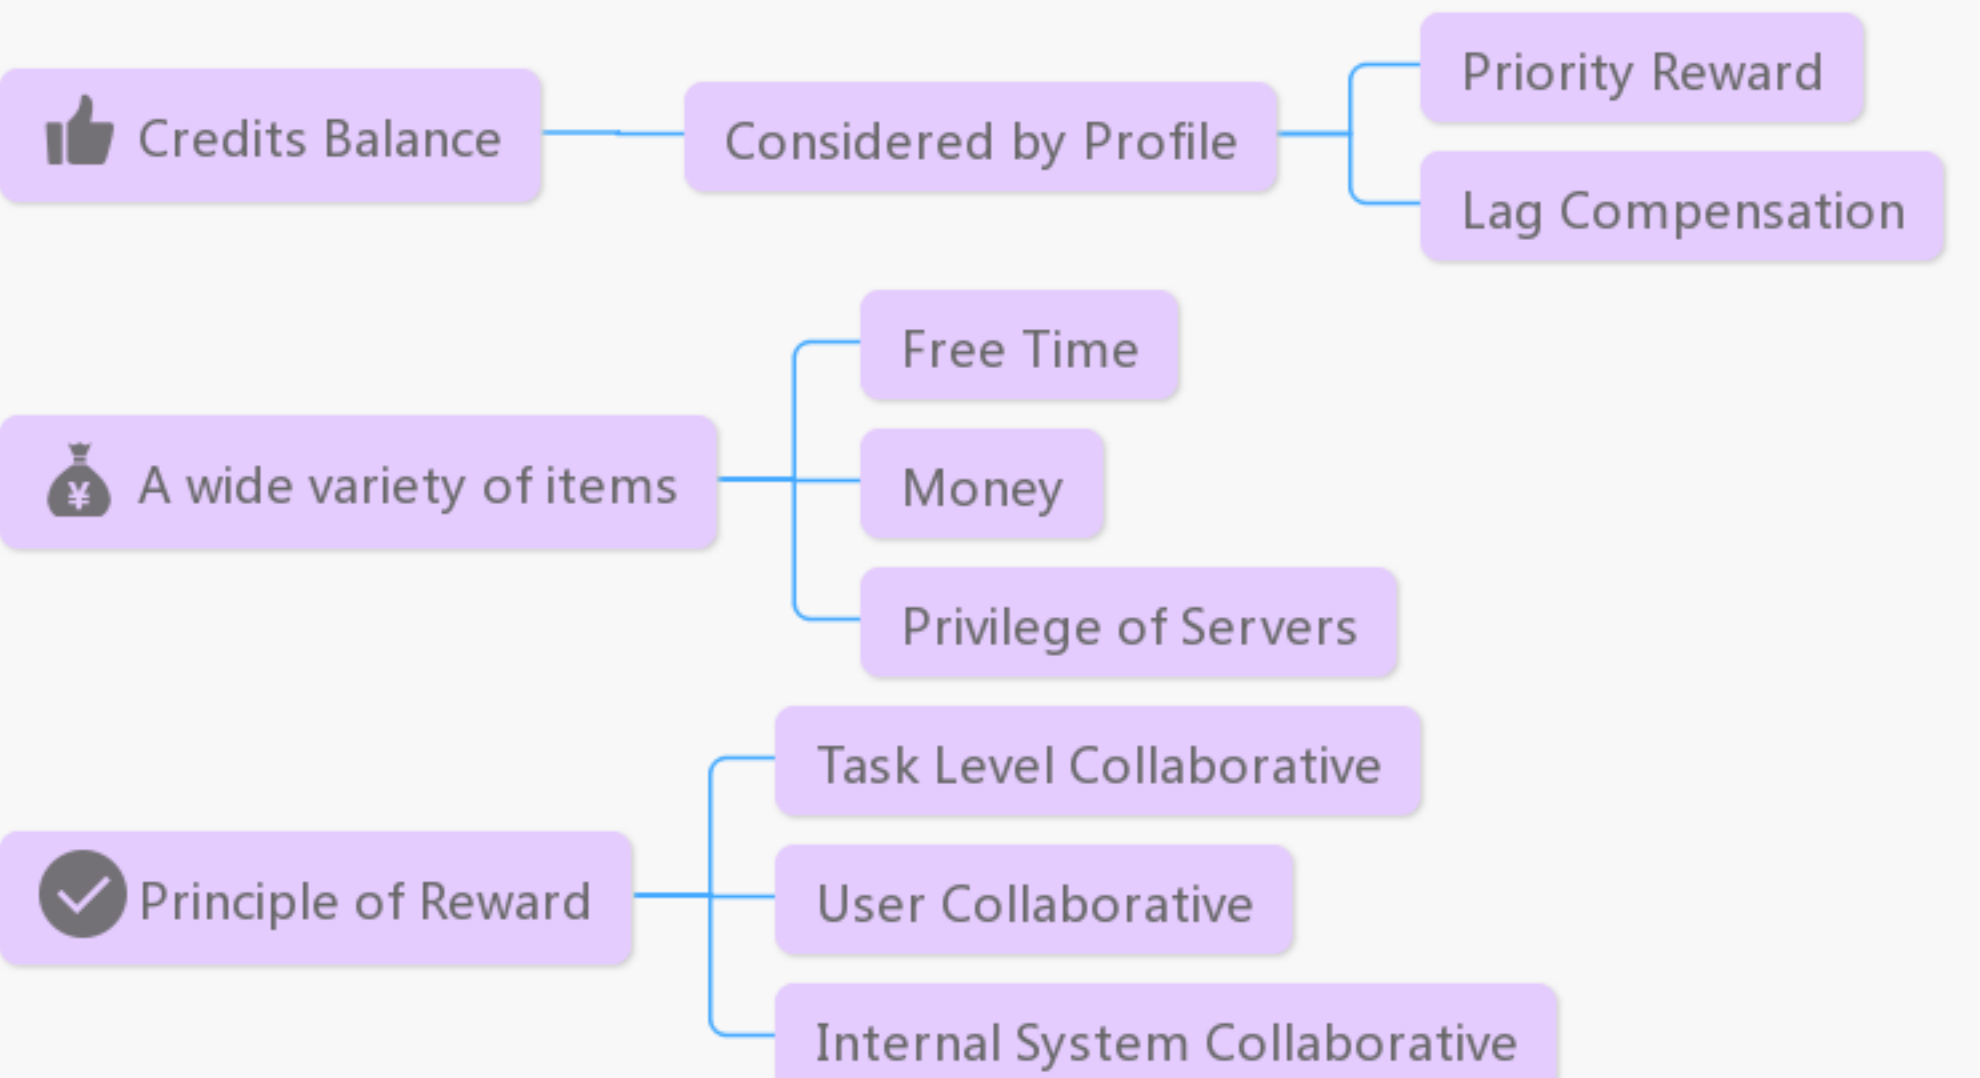 Credits Balance
Considered by Profile
Priority Reward
Lag Compensation
A wide variety of items
¥
Free Time
Money
Privilege of Servers
Principle of Reward
Task Level Collaborative
User Collaborative
Internal System Collaborative